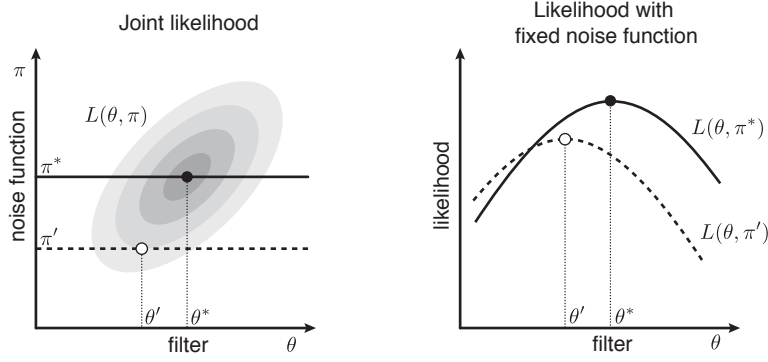 Joint likelihood
π
L(θ, π)
π*
noise function
π′
θ′
θ*
filter
θ
Likelihood with
fixed noise function
likelihood
L(θ, π*)
L(θ, π′)
θ′
θ*
filter
θ